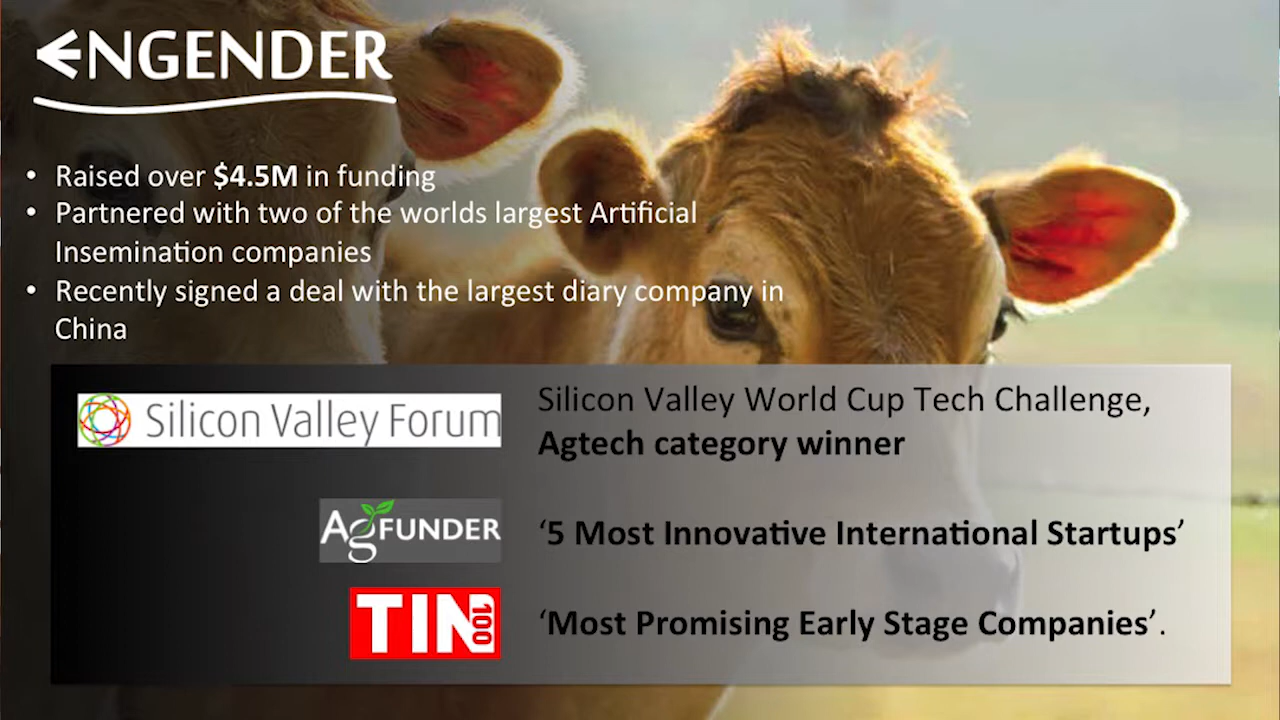 ENGENDER
• Raised over $4.5M in funding
• Partnered with two of the worlds largest Artificial
Insemination companies
• Recently signed a deal with the largest diary company in
China
Silicon Valley Forum
Silicon Valley World Cup Tech Challenge,
Agtech category winner
AgFUNDER
‘5 Most Innovative International Startups’
TIN100
‘Most Promising Early Stage Companies’.